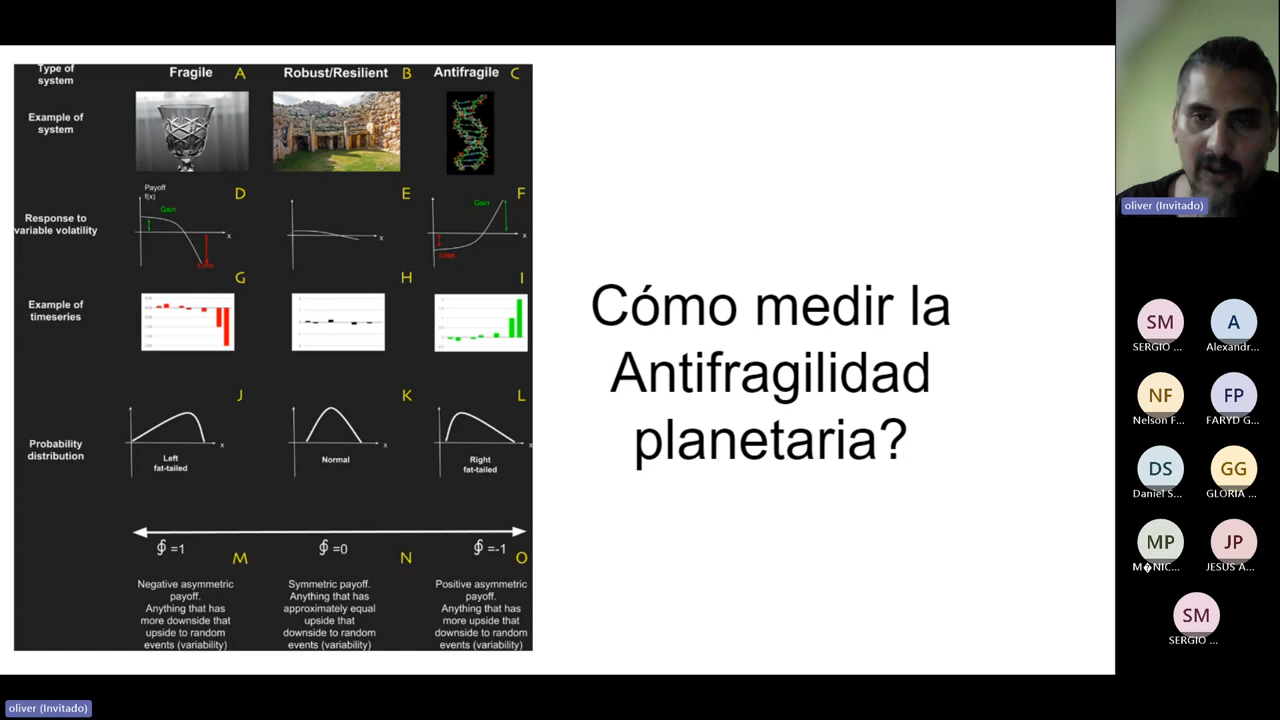 Type of
system
Fragile A
Robust/Resilient B
Antifragile C
Example of
system
Response to
variable volatility
Payoff
f(x)
Gain
x
Loss
D
x
E
Gain
Loss
x
F
Example of
timeseries
G
H
I
Probability
distribution
J
x
Left
fat-tailed
K
x
Normal
L
x
Right
fat-tailed
∮ =1
∮ =0
∮ =-1
M
N
O
Negative asymmetric
payoff.
Anything that has
more downside that
upside to random
events (variability)
Symmetric payoff.
Anything that has
approximately equal
upside that
downside to random
events (variability)
Positive asymmetric
payoff.
Anything that has
more upside that
downside to random
events (variability)
Cómo medir la
Antifragilidad
planetaria?
oliver (Invitado)
SM
SERGIO ...
A
Alexandr...
NF
Nelson F...
FP
FARYD G...
DS
Daniel S...
GG
GLORIA ...
MP
M�NIC...
JP
JESUS A...
SM
SERGIO ...
oliver (Invitado)